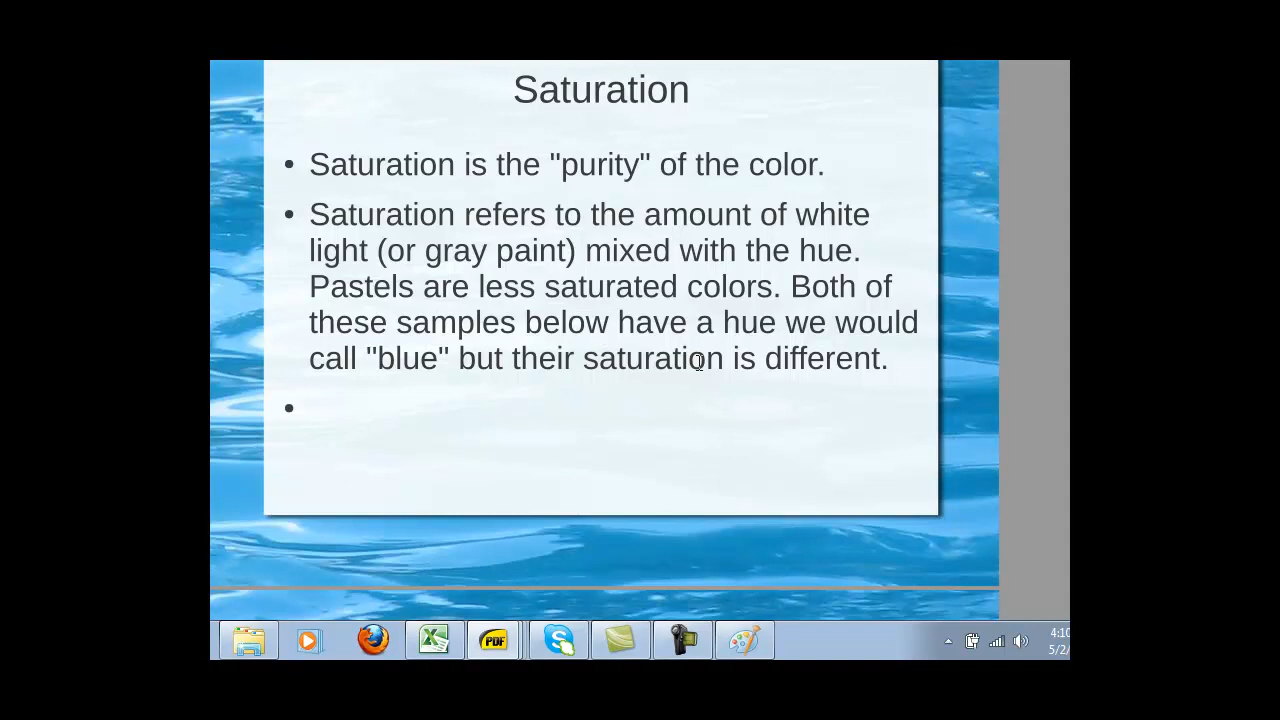 Saturation
• Saturation is the "purity" of the color.
• Saturation refers to the amount of white
light (or gray paint) mixed with the hue.
Pastels are less saturated colors. Both of
these samples below have a hue we would
call "blue" but their saturation is different.
•
PDF
4:10
5/2/